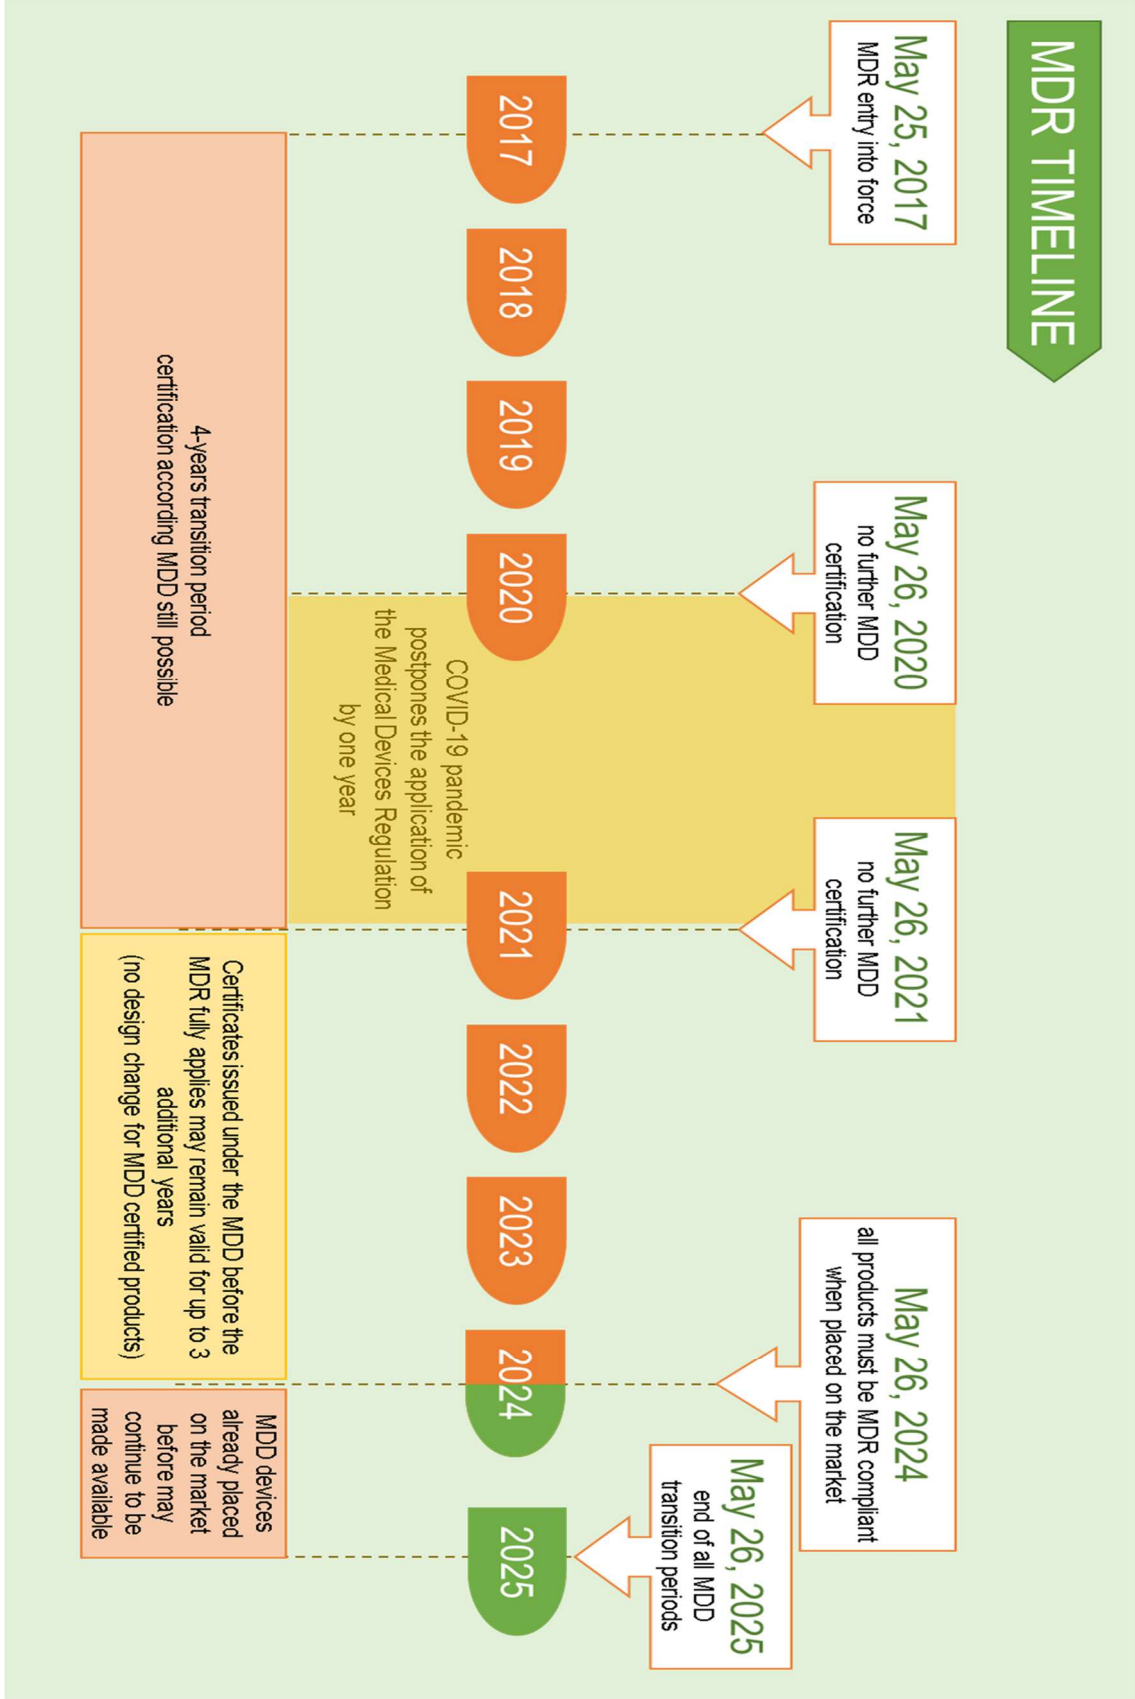 MDR TIMELINE
May 25, 2017
MDR entry into force
May 26, 2020
no further MDD
certification
May 26, 2021
no further MDD
certification
May 26, 2024
all products must be MDR compliant
when placed on the market
May 26, 2025
end of all MDD
transition periods
2017
2018
2019
2020
2021
2022
2023
2024
2025
COVID-19 pandemic
postpones the application of
the Medical Devices Regulation
by one year
4-years transition period
certification according MDD still possible
Certificates issued under the MDD before the
MDR fully applies may remain valid for up to 3
additional years
(no design change for MDD certified products)
MDD devices
already placed
on the market
before may
continue to be
made available